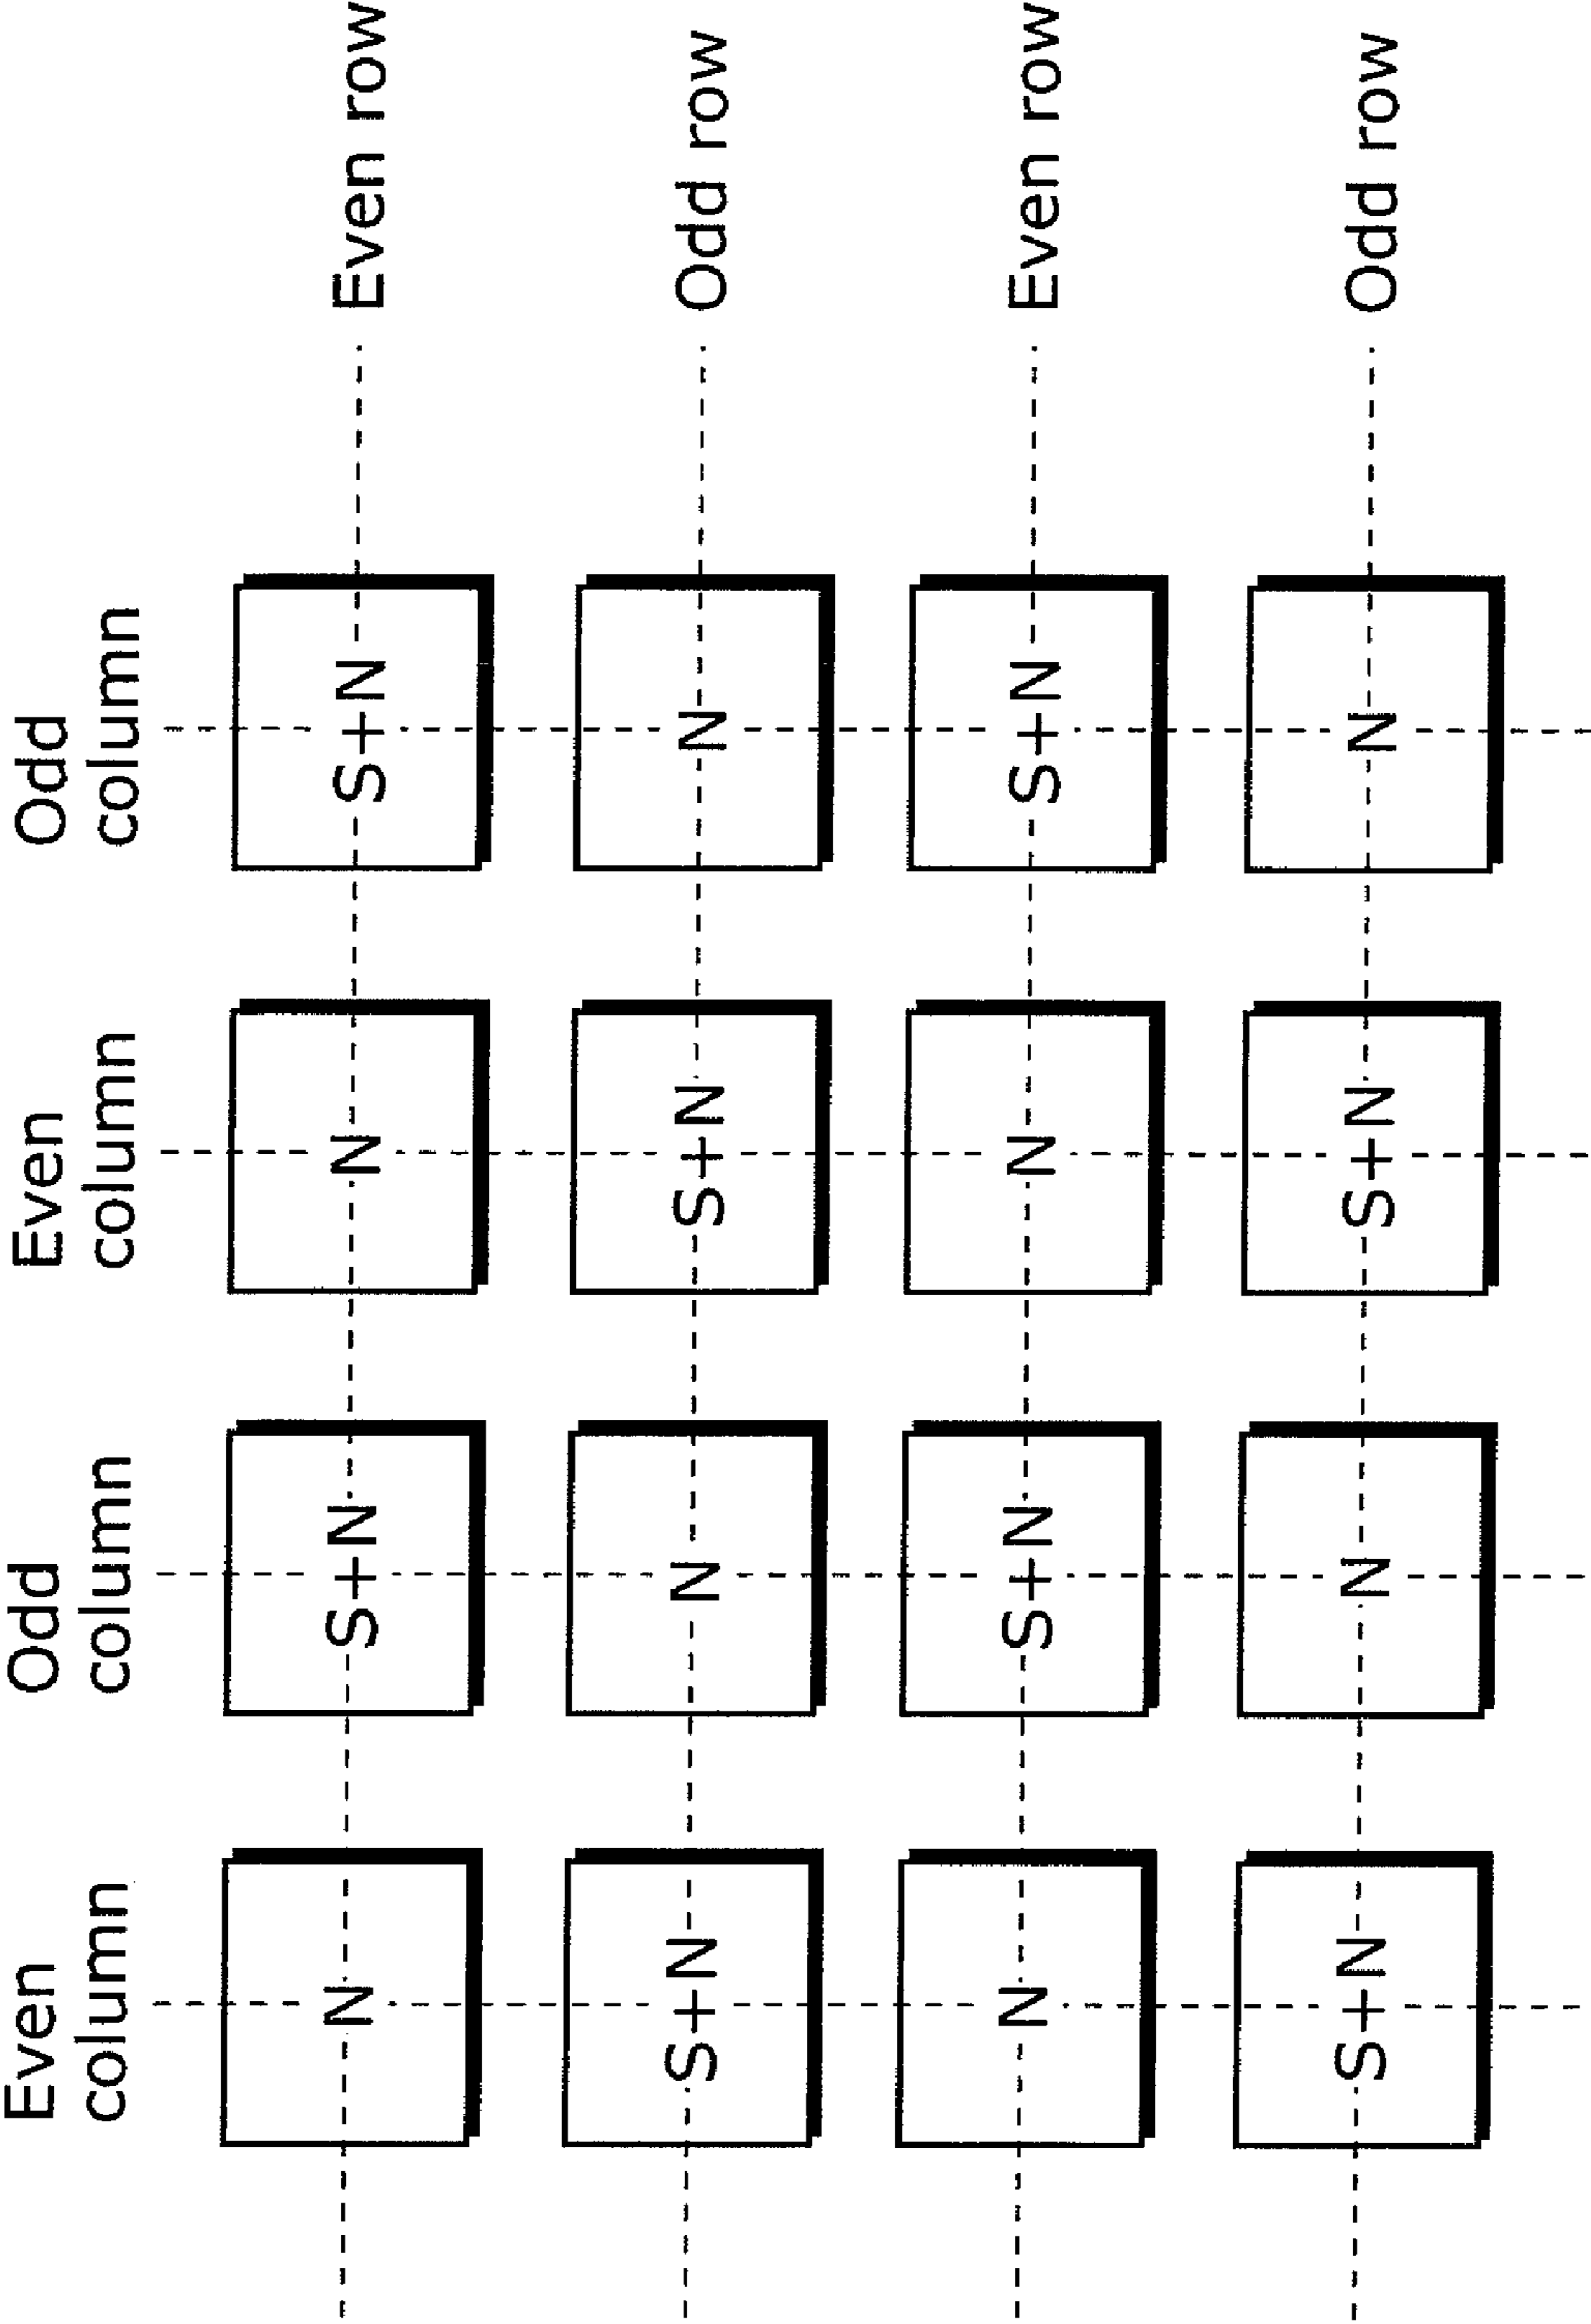 Even
column
Odd
column
Even
column
Odd
column
N S+N N S+N Even row
S+N N S+N N Odd row
N S+N N S+N Even row
S+N N S+N N Odd row